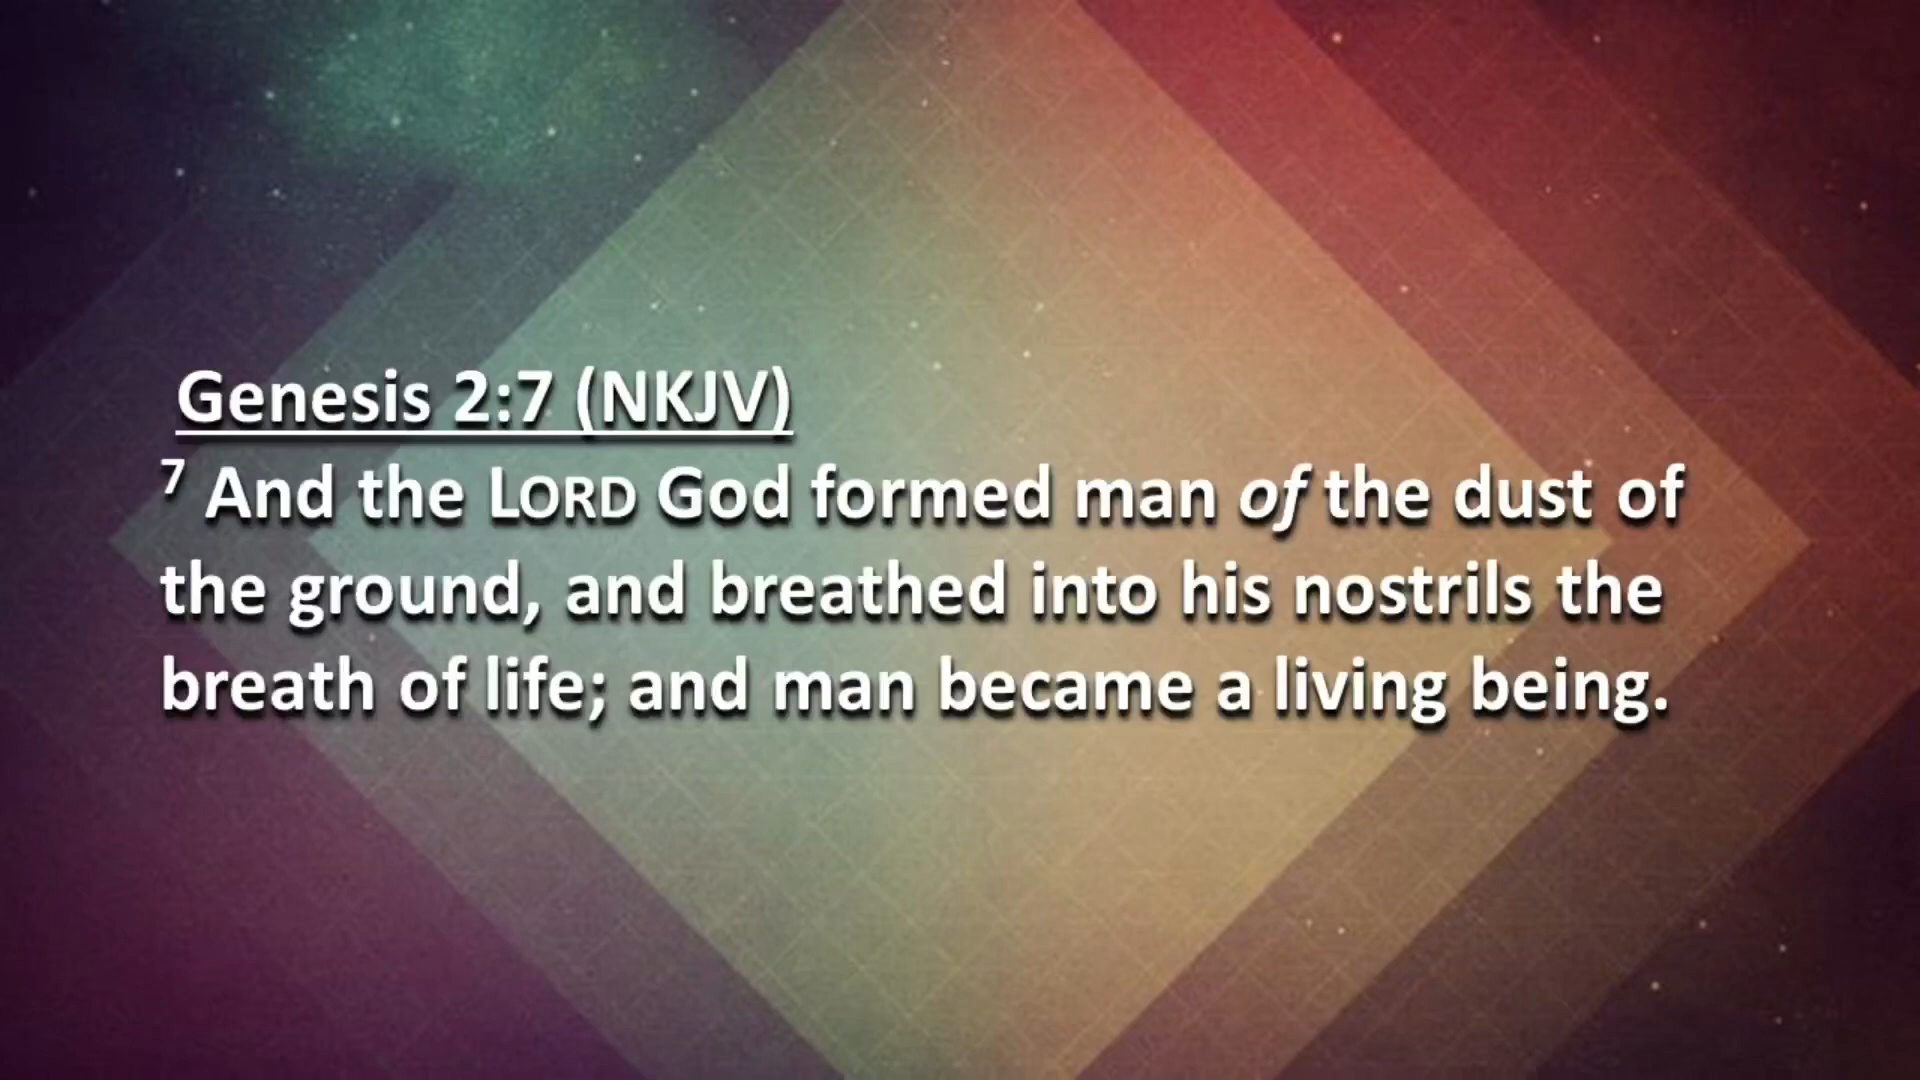 Genesis 2:7 (NKJV)
7 And the LORD God formed man of the dust of
the ground, and breathed into his nostrils the
breath of life; and man became a living being.